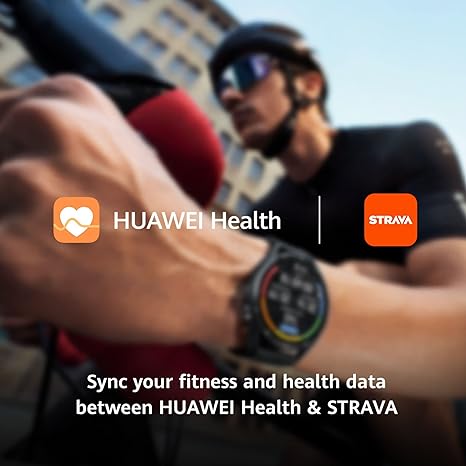 HUAWEI Health
STRAVA
Sync your fitness and health data
between HUAWEI Health & STRAVA